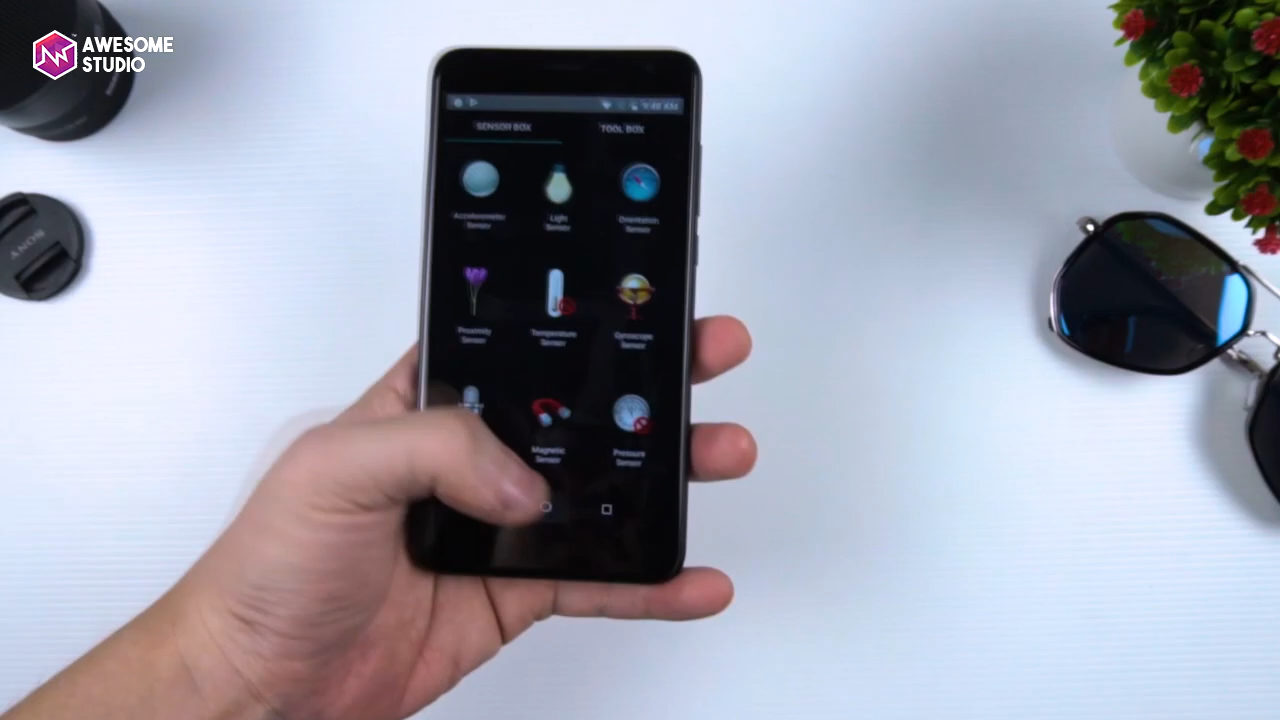 AWESOME
STUDIO
SONY
SENSOR BOX
TOOL BOX
Accelerometer
Sensor
Light
Sensor
Orientation
Sensor
Proximity
Sensor
Temperature
Sensor
Gyroscope
Sensor
Magnetic
Sensor
Pressure
Sensor